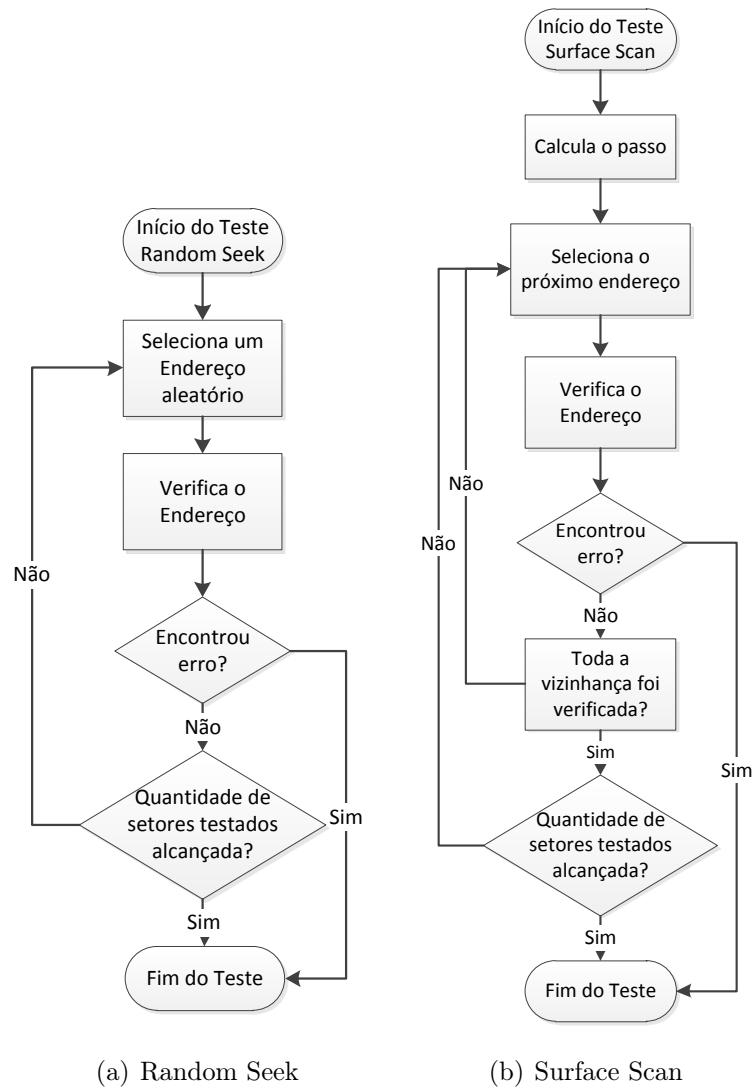 Início do Teste
Random Seek
Seleciona um
Endereço
aleatório
Verifica o
Endereço
Não
Encontrou
erro?
Não
Quantidade de
setores testados
alcançada?
Sim
Sim
Fim do Teste
(a) Random Seek
Início do Teste
Surface Scan
Calcula o passo
Seleciona o
próximo endereço
Verifica o
Endereço
Não
Não
Encontrou
erro?
Não
Toda a
vizinhança foi
verificada?
Sim
Sim
Quantidade de
setores testados
alcançada?
Sim
Fim do Teste
(b) Surface Scan